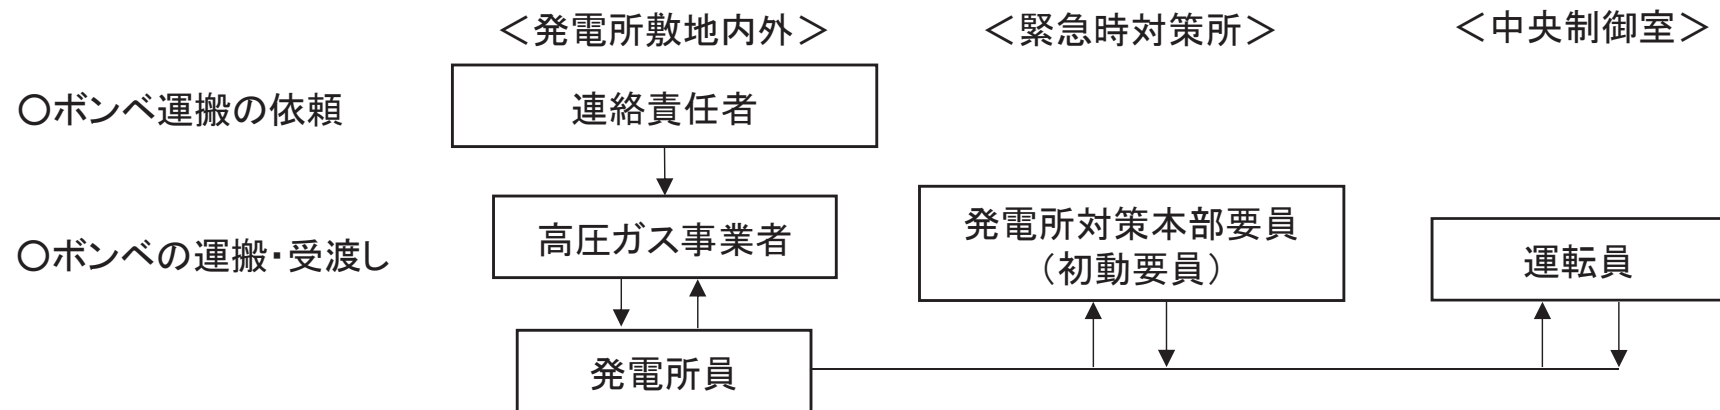 ＜発電所敷地内外＞
＜緊急時対策所＞
＜中央制御室＞
○ボンベ運搬の依頼
連絡責任者
○ボンベの運搬・受渡し
高圧ガス事業者
発電所対策本部要員
（初動要員）
運転員
発電所員